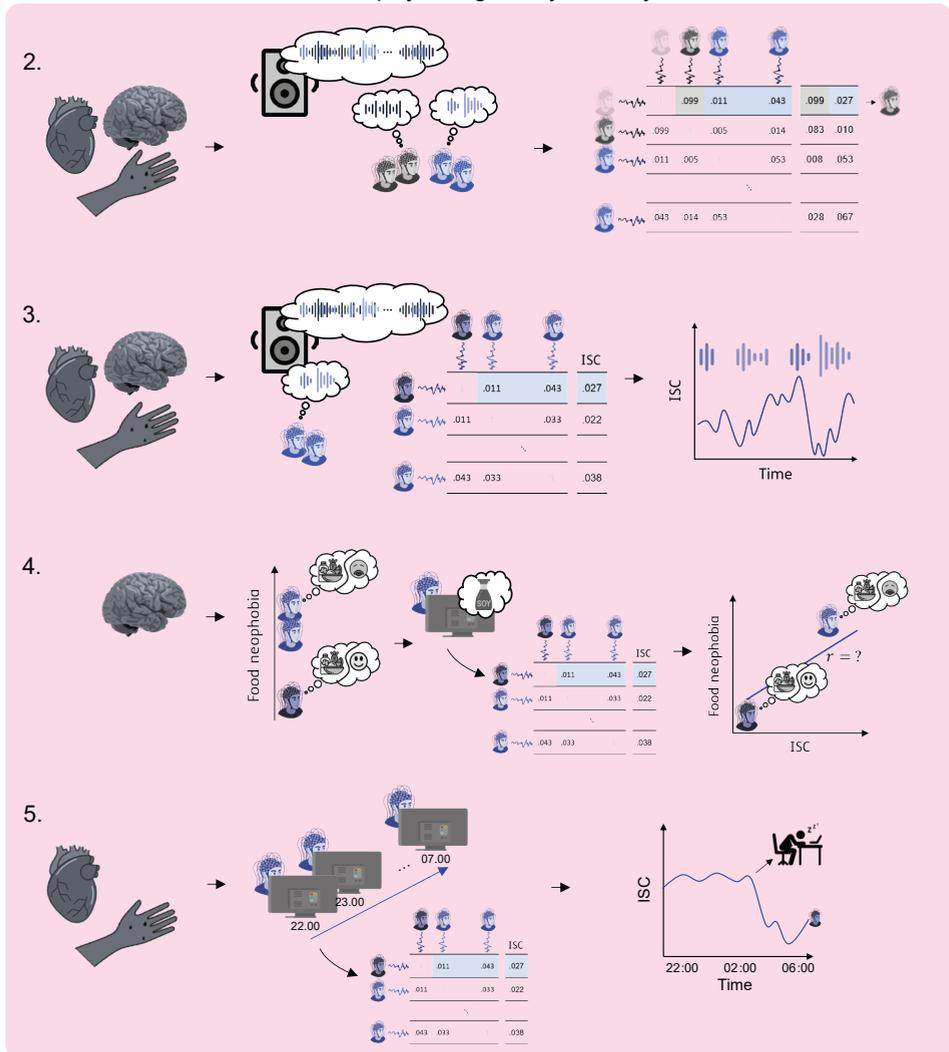 2.
.099 .011 .043 .099 .027
.099 .005 .014 .083 .010
.011 .005 .053 008 .053
043 .014 .053 028 .067
3.
ISC
.011 .043 .027
.011 .033 .022
.043 .033 .038
ISC
Time
4.
Food neophobia
SOY
ISC
.011 .043 .027
.011 .033 .022
.043 .033 .038
Food neophobia
r = ?
ISC
5.
07.00
...
23.00
22.00
ISC
.011 .043 .027
.011 .033 .022
.043 .033 .038
ISC
z z z
22:00 02:00 06:00
Time